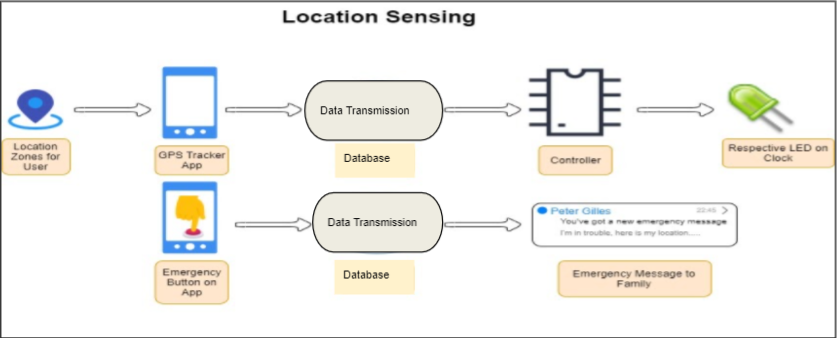 Location Sensing
Data Transmission
Location
Zones for
User
GPS Tracker
App
Database
Controller
Respective LED on
Clock
Data Transmission
Peter Gilles 22:45
You've got a new emergency message
I'm in trouble, here is my location.....
Emergency
Button on
App
Database
Emergency Message to
Family